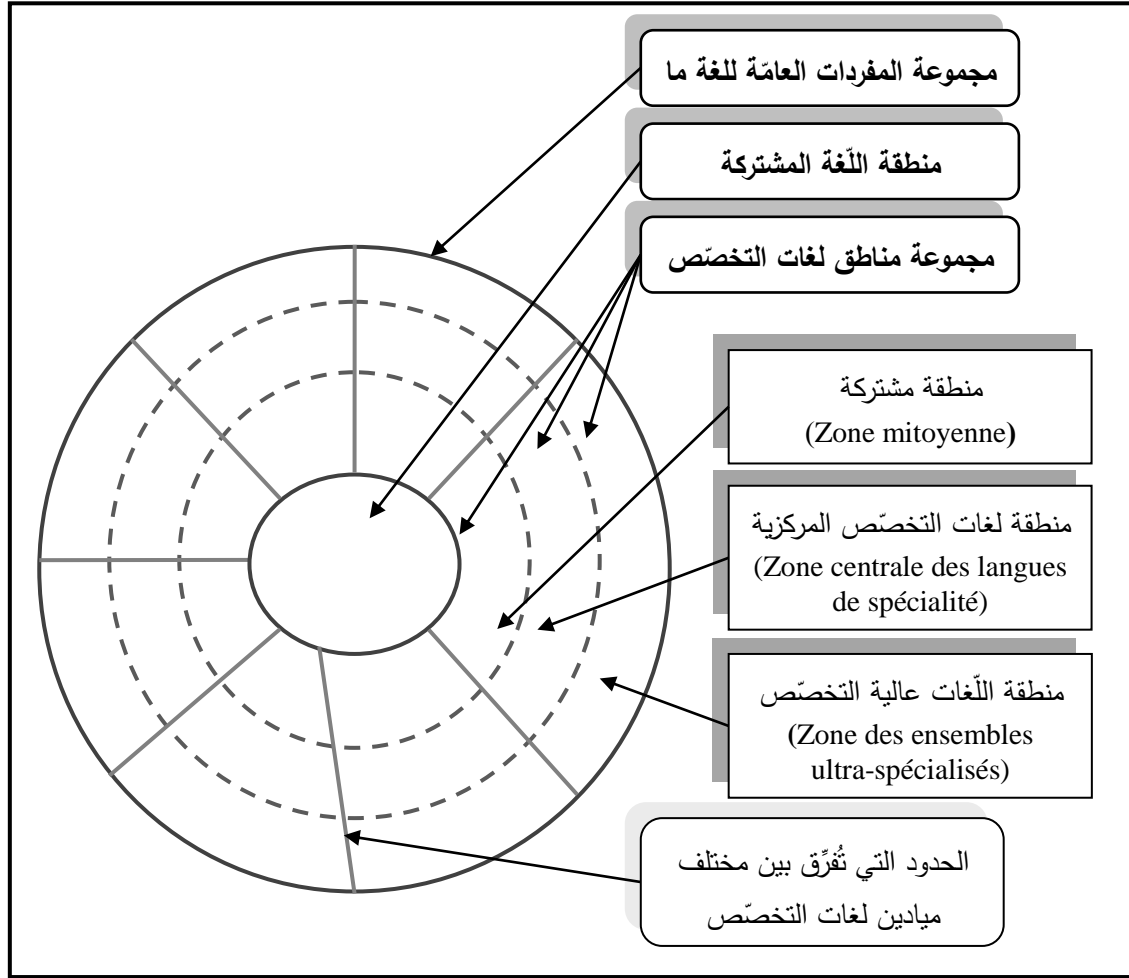 مجموعة المفردات العامّة للغة ما
منطقة اللّغة المشتركة
مجموعة مناطق لغات التخصّص
منطقة مشتركة
(Zone mitoyenne)
منطقة لغات التخصّص المركزية
(Zone centrale des langues
de spécialité)
منطقة اللّغات عالية التخصّص
(Zone des ensembles
ultra-spécialisés)
الحدود التي تُفرِّق بين مختلف
ميادين لغات التخصّص